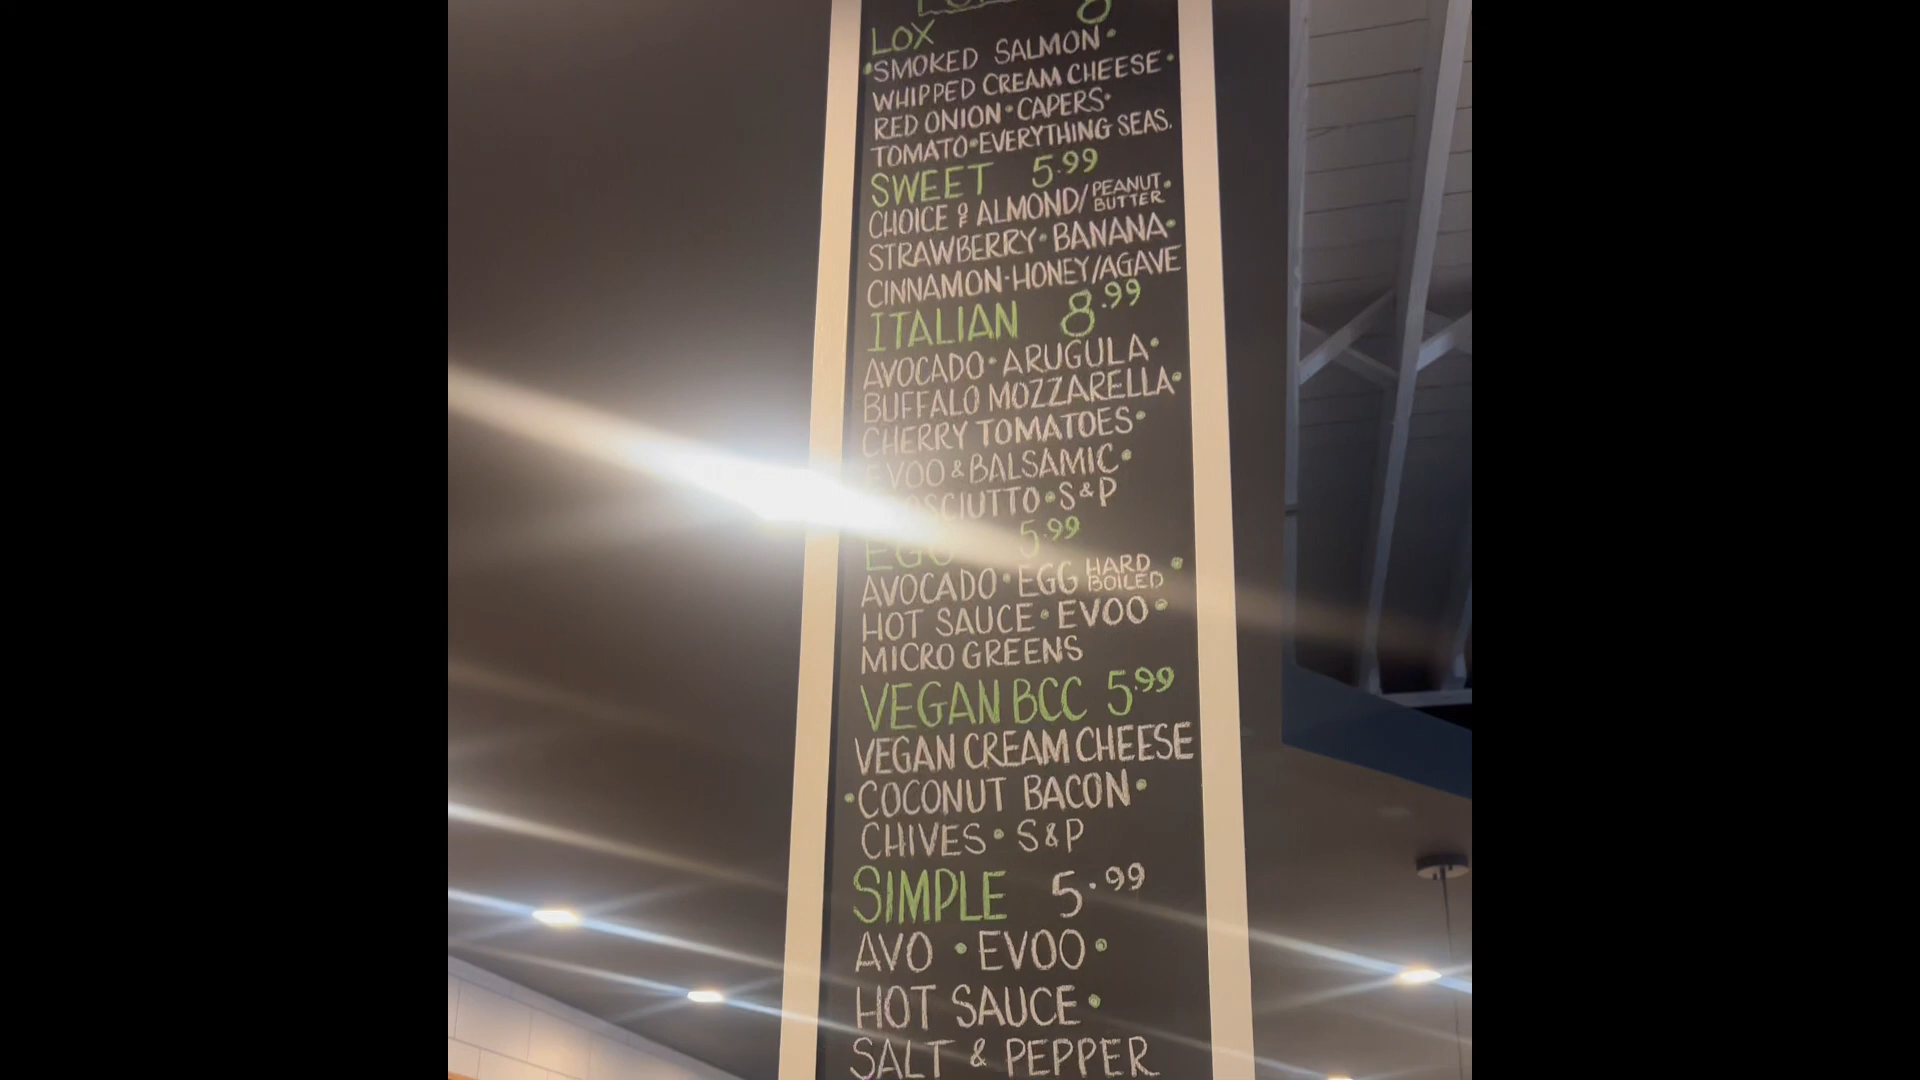 LOX
•SMOKED SALMON•
WHIPPED CREAM CHEESE•
RED ONION•CAPERS•
TOMATO•EVERYTHING SEAS.
SWEET 5.99
CHOICE OF ALMOND/PEANUT BUTTER•
STRAWBERRY•BANANA•
CINNAMON•HONEY/AGAVE
ITALIAN 8.99
AVOCADO•ARUGULA•
BUFFALO MOZZARELLA•
CHERRY TOMATOES•
EVOO & BALSAMIC•
PROSCIUTTO•S&P
EGG 5.99
AVOCADO•EGG HARD BOILED•
HOT SAUCE•EVOO•
MICRO GREENS
VEGAN BCC 5.99
VEGAN CREAM CHEESE
•COCONUT BACON•
CHIVES•S&P
SIMPLE 5.99
AVO•EVOO•
HOT SAUCE•
SALT & PEPPER